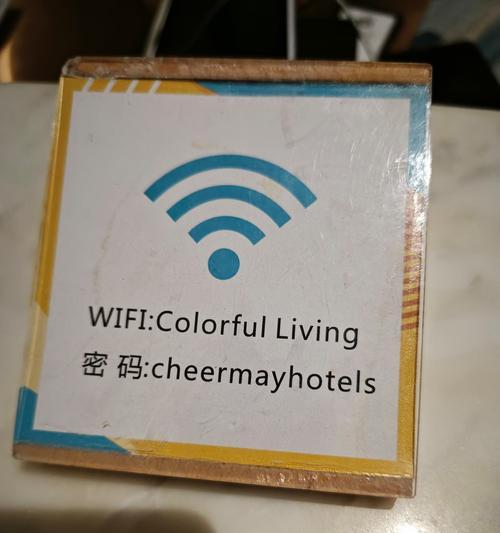 WIFI:Colorful Living
密 码:cheermayhotels